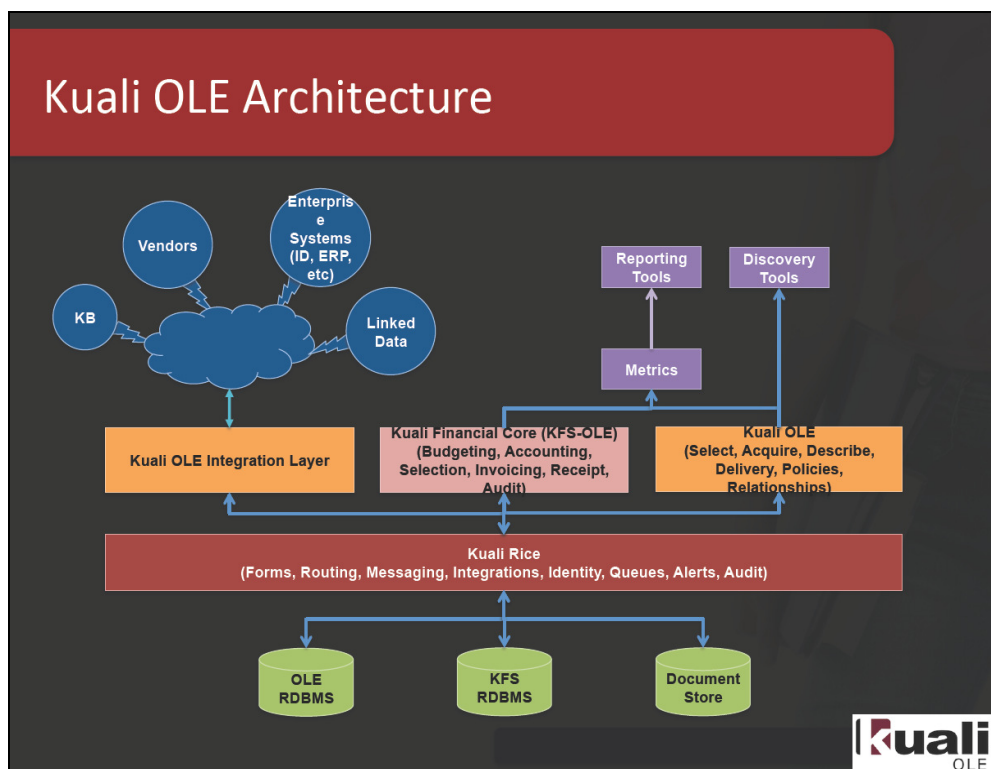 Kuali OLE Architecture
Enterpris
e
Systems
(ID, ERP,
etc)
Vendors
KB
Linked
Data
Reporting
Tools
Discovery
Tools
Metrics
Kuali OLE Integration Layer
Kuali Financial Core (KFS-OLE)
(Budgeting, Accounting,
Selection, Invoicing, Receipt,
Audit)
Kuali OLE
(Select, Acquire, Describe,
Delivery, Policies,
Relationships)
Kuali Rice
(Forms, Routing, Messaging, Integrations, Identity, Queues, Alerts, Audit)
OLE
RDBMS
KFS
RDBMS
Document
Store
kuali
OLE